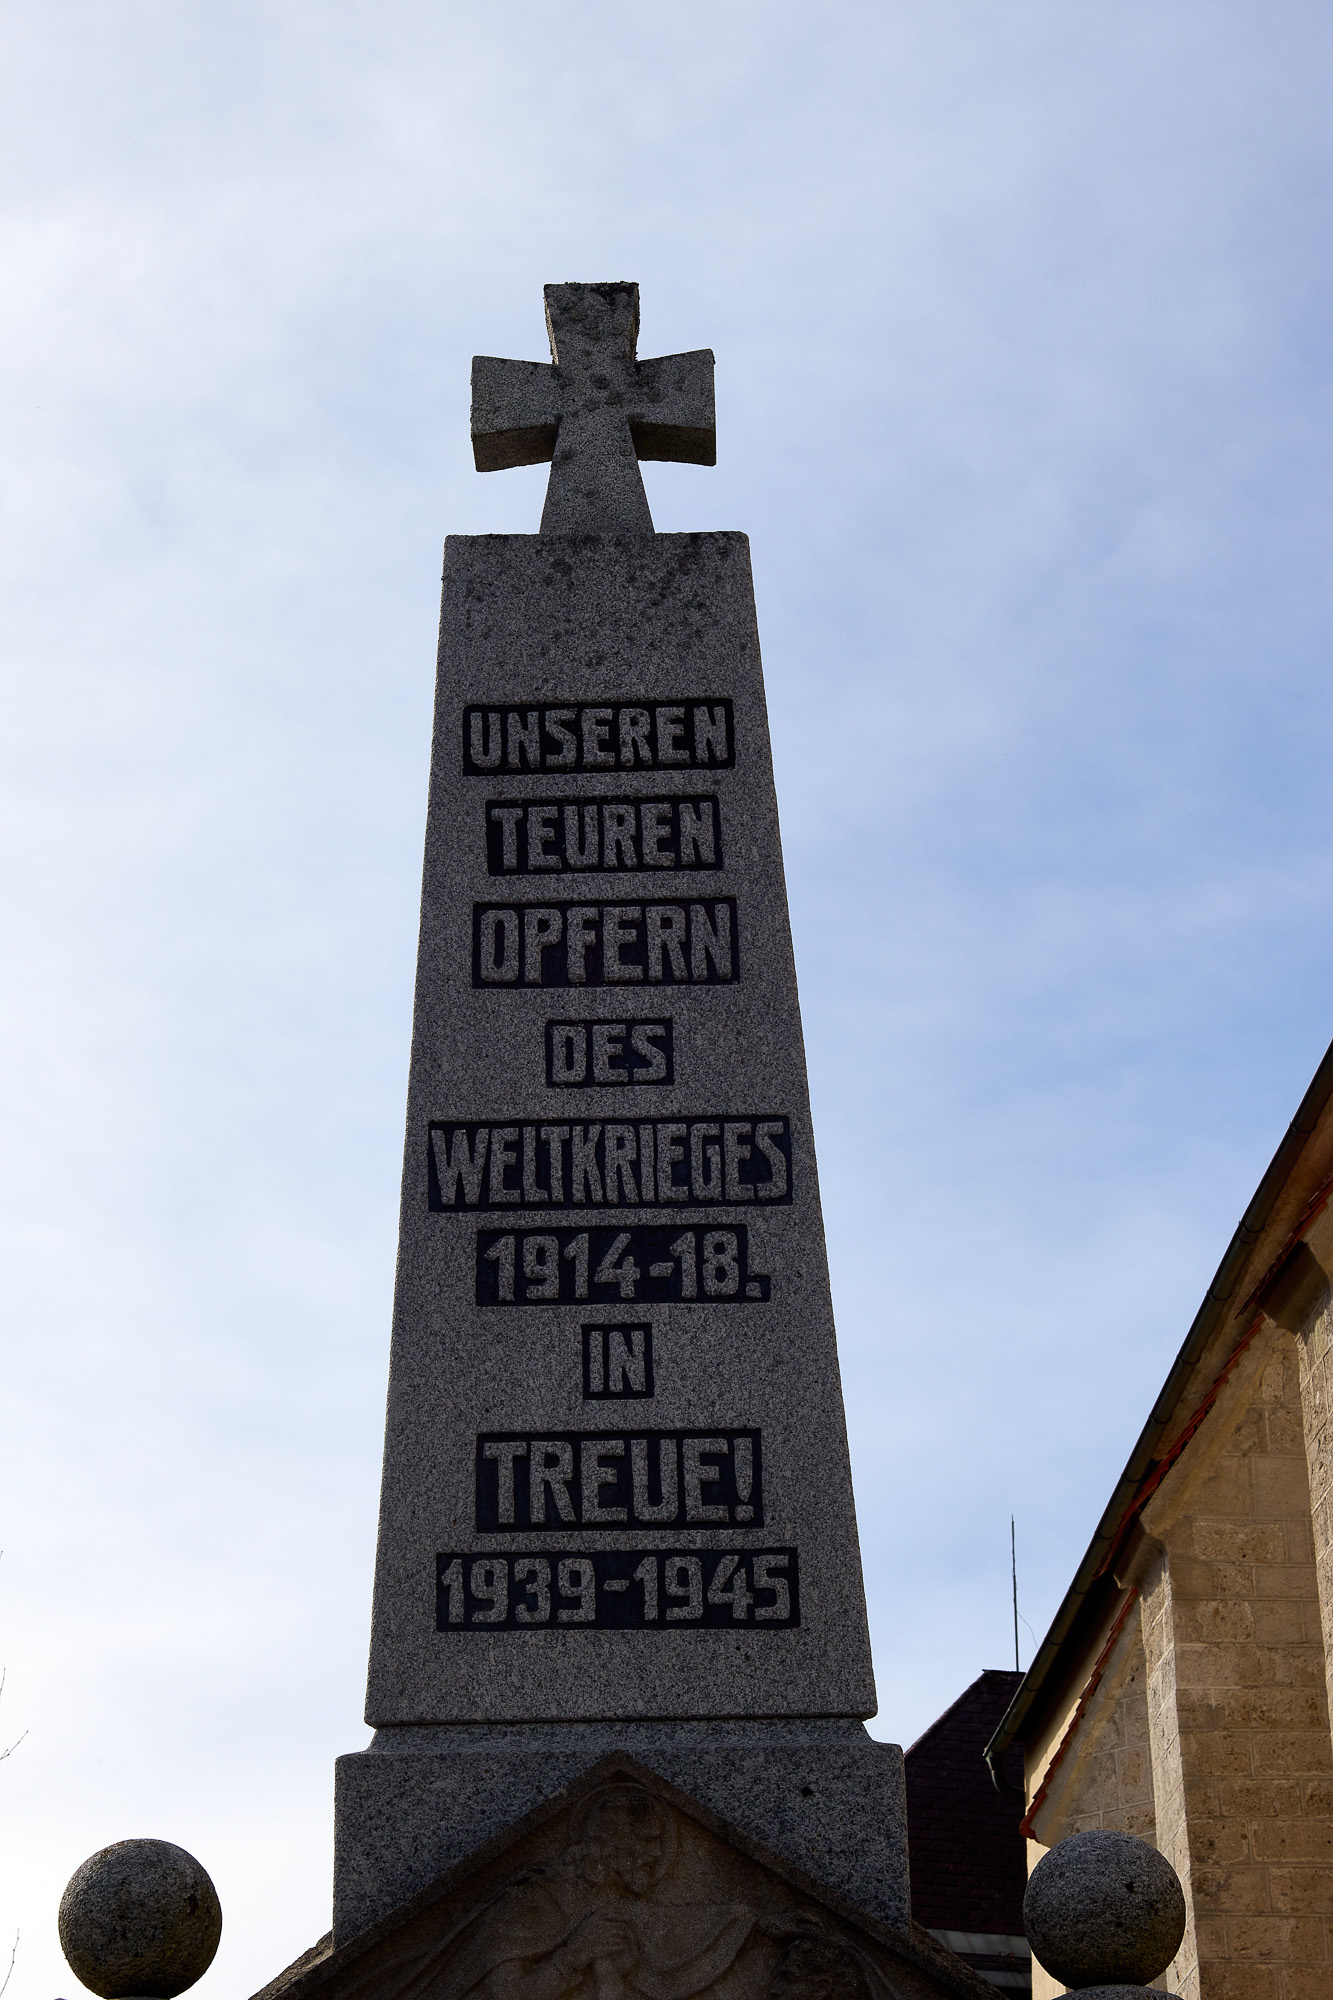 UNSEREN
TEUREN
OPFERN
DES
WELTKRIEGES
1914-18.
IN
TREUE!
1939-1945